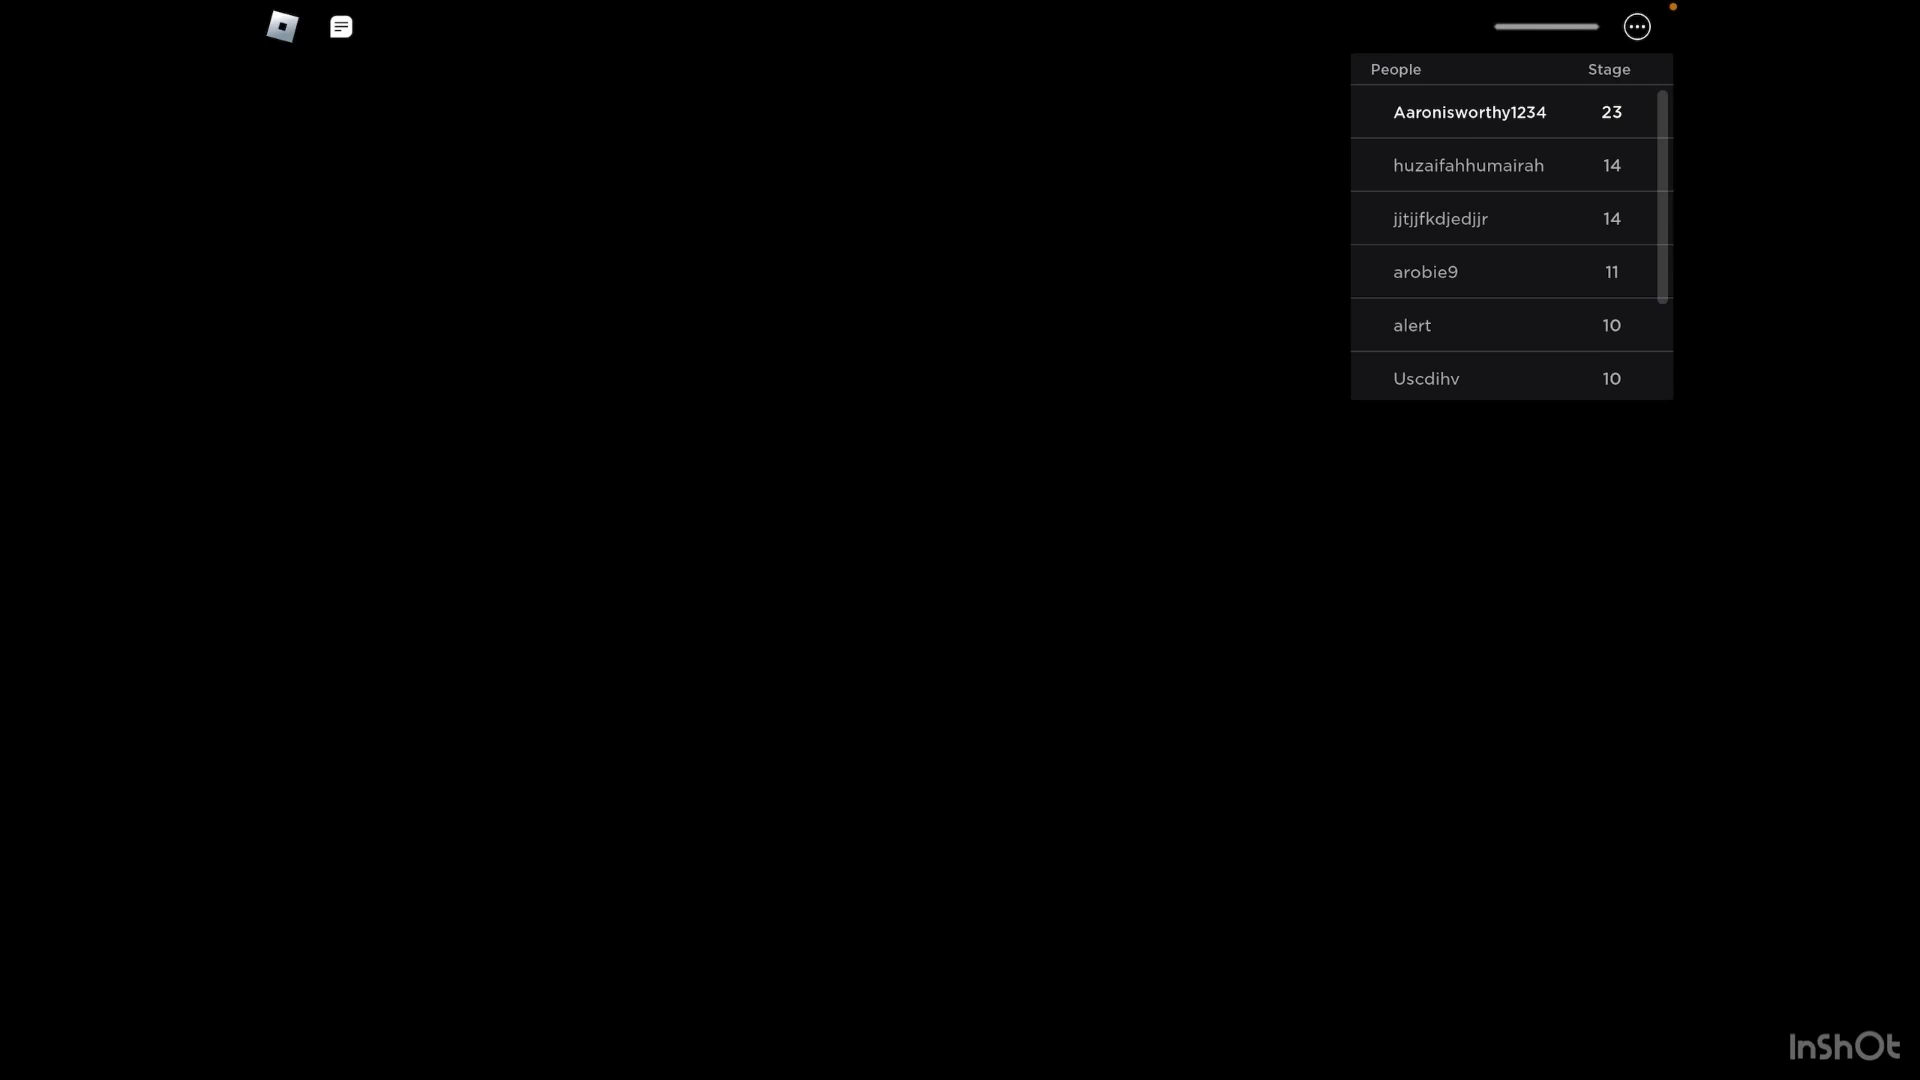 People Stage
Aaronisworthy1234 23
huzaifahhumairah 14
jjtjjfkdjedjjr 14
arobie9 11
alert 10
Uscdihv 10
InShOt